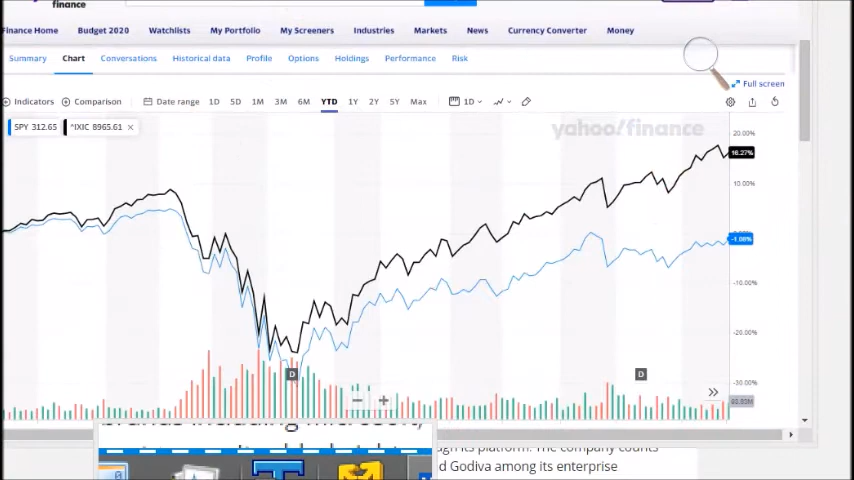 finance
Finance Home Budget 2020 Watchlists My Portfolio My Screeners Industries Markets News Currency Converter Money
Summary Chart Conversations Historical data Profile Options Holdings Performance Risk
Full screen
Indicators Comparison Date range 1D 5D 1M 3M 6M YTD 1Y 2Y 5Y Max 1D
SPY 312.65 ^IXIC 8965.61
yahoo/finance
20.00%
16.27%
10.00%
-1.08%
-10.00%
-20.00%
D D
-30.00%
its platform. The company counts
d Godiva among its enterprise